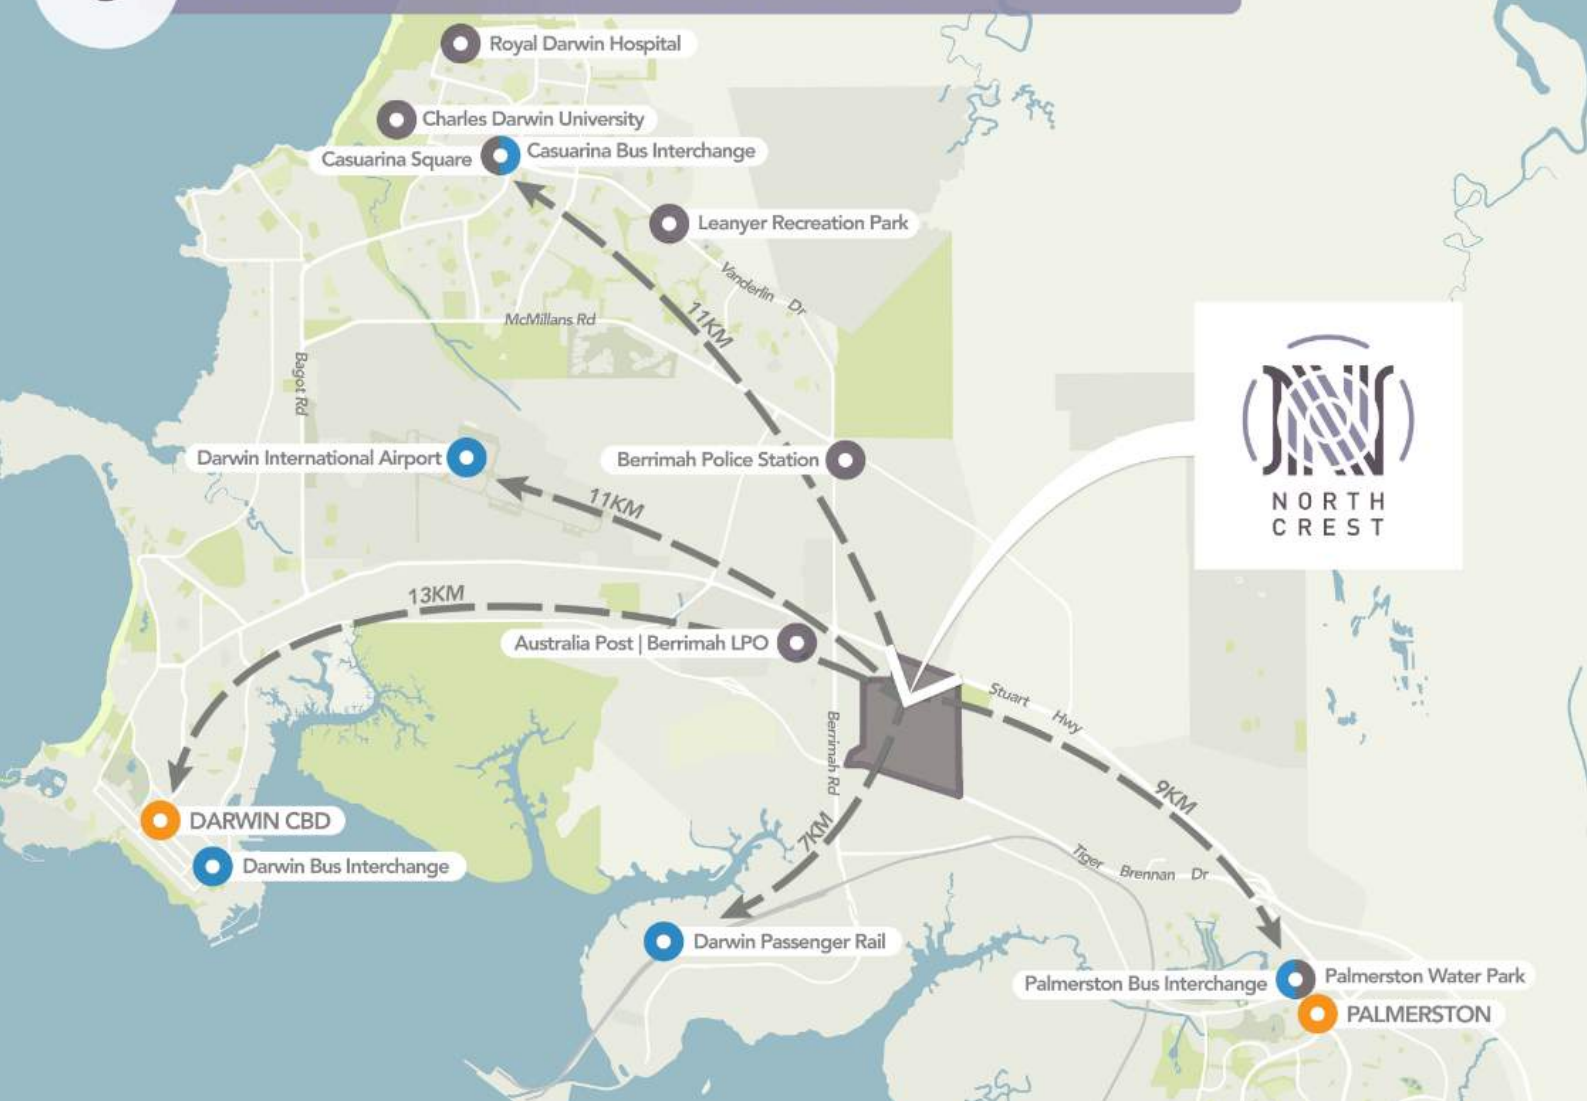 Royal Darwin Hospital
Charles Darwin University
Casuarina Square
Casuarina Bus Interchange
Leanyer Recreation Park
Vanderlin Dr
11KM
McMillans Rd
Bagot Rd
NORTH
CREST
Darwin International Airport
Berrimah Police Station
11KM
13KM
Australia Post | Berrimah LPO
Stuart Hwy
Berrimah Rd
9KM
7KM
DARWIN CBD
Tiger Brennan Dr
Darwin Bus Interchange
Darwin Passenger Rail
Palmerston Bus Interchange
Palmerston Water Park
PALMERSTON